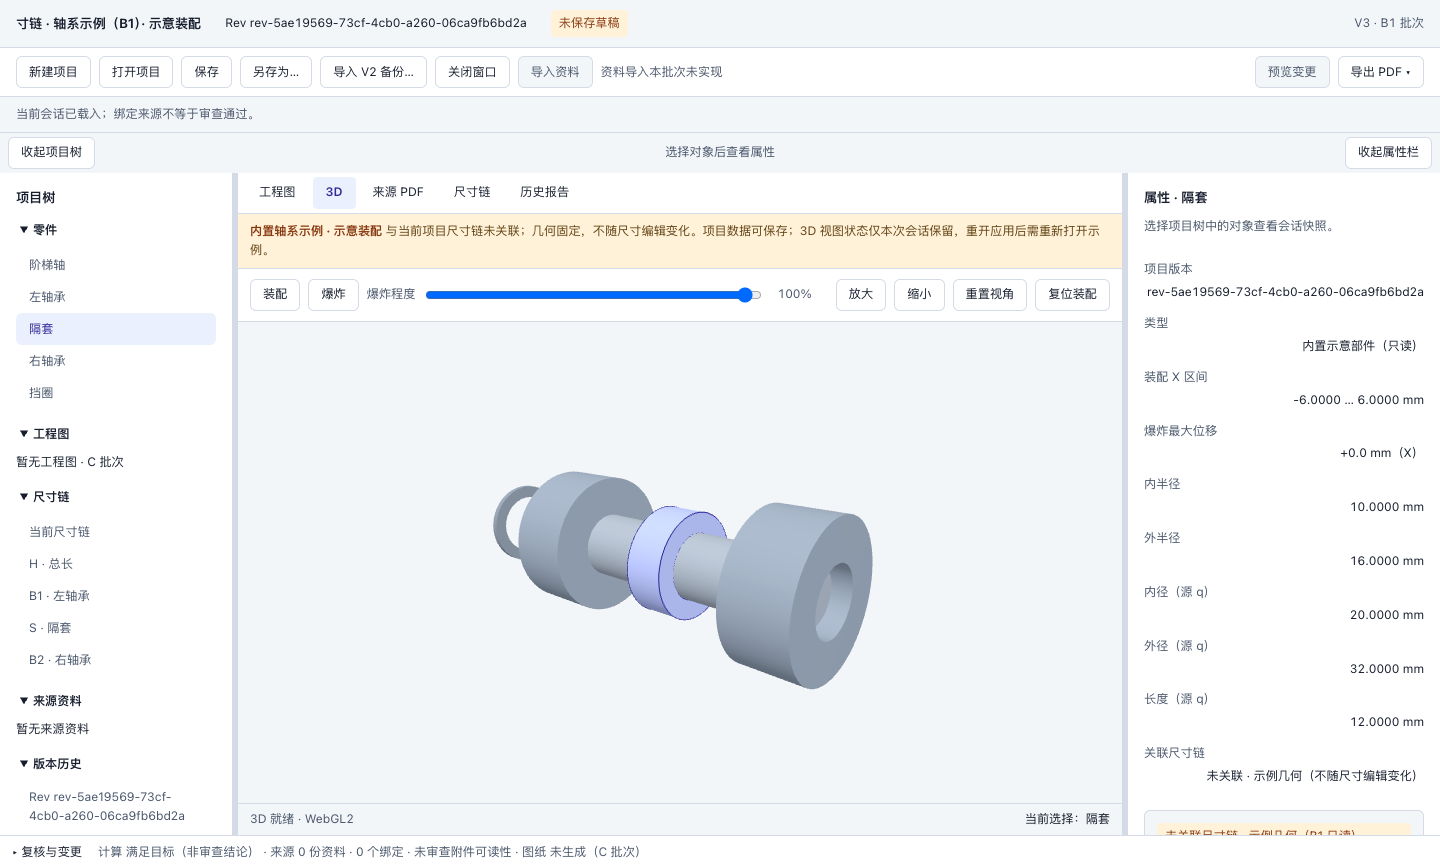 寸链 · 轴系示例（B1）· 示意装配 Rev rev-5ae19569-73cf-4cb0-a260-06ca9fb6bd2a 未保存草稿 V3 · B1 批次
新建项目 打开项目 保存 另存为... 导入 V2 备份... 关闭窗口 导入资料 资料导入本批次未实现 预览变更 导出 PDF ▾
当前会话已载入；绑定来源不等于审查通过。
收起项目树 选择对象后查看属性 收起属性栏
项目树
▼ 零件
阶梯轴
左轴承
隔套
右轴承
挡圈
▼ 工程图
暂无工程图 · C 批次
▼ 尺寸链
当前尺寸链
H · 总长
B1 · 左轴承
S · 隔套
B2 · 右轴承
▼ 来源资料
暂无来源资料
▼ 版本历史
Rev rev-5ae19569-73cf-
4cb0-a260-06ca9fb6bd2a
工程图 3D 来源 PDF 尺寸链 历史报告
内置轴系示例 · 示意装配 与当前项目尺寸链未关联；几何固定，不随尺寸编辑变化。项目数据可保存；3D 视图状态仅本次会话保留，重开应用后需重新打开示
例。
装配 爆炸 爆炸程度 100% 放大 缩小 重置视角 复位装配
3D 就绪 · WebGL2 当前选择：隔套
属性 · 隔套
选择项目树中的对象查看会话快照。
项目版本
rev-5ae19569-73cf-4cb0-a260-06ca9fb6bd2a
类型
内置示意部件（只读）
装配 X 区间
-6.0000 ... 6.0000 mm
爆炸最大位移
+0.0 mm（X）
内半径
10.0000 mm
外半径
16.0000 mm
内径（源 q）
20.0000 mm
外径（源 q）
32.0000 mm
长度（源 q）
12.0000 mm
关联尺寸链
未关联 · 示例几何（不随尺寸编辑变化）
未关联尺寸链 · 示例几何（B1 只读）
▸ 复核与变更 计算 满足目标（非审查结论） · 来源 0 份资料 · 0 个绑定 · 未审查附件可读性 · 图纸 未生成（C 批次）